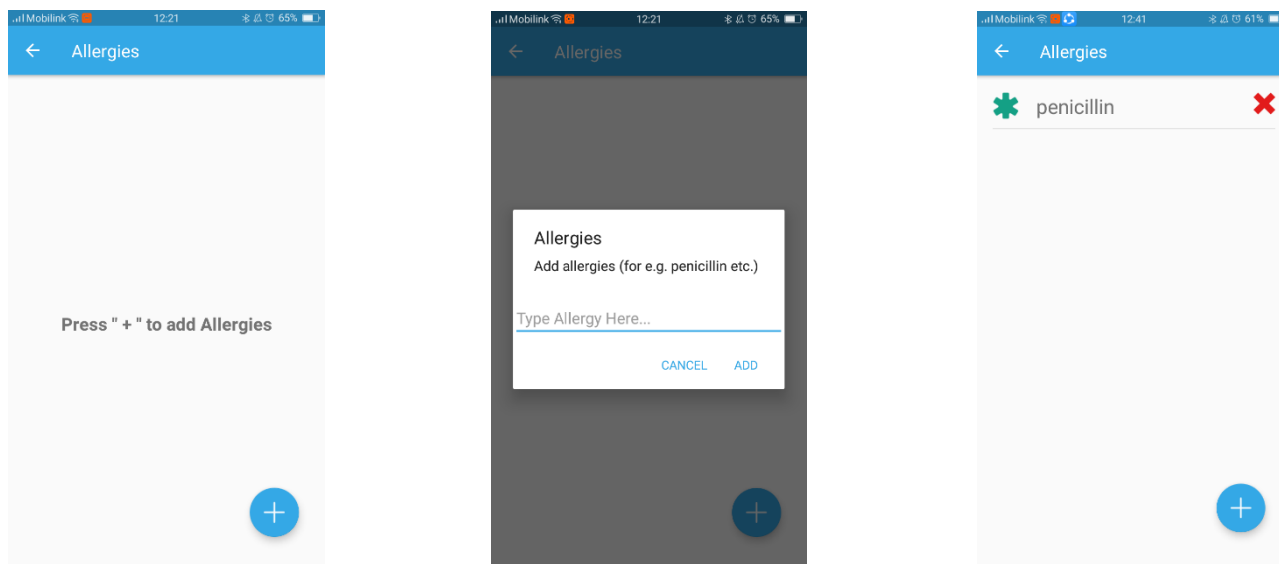 Mobilink 12:21 65%
Allergies
Press " + " to add Allergies
Mobilink 12:21 65%
Allergies
Allergies
Add allergies (for e.g. penicillin etc.)
Type Allergy Here...
CANCEL ADD
Mobilink 12:41 61%
Allergies
penicillin